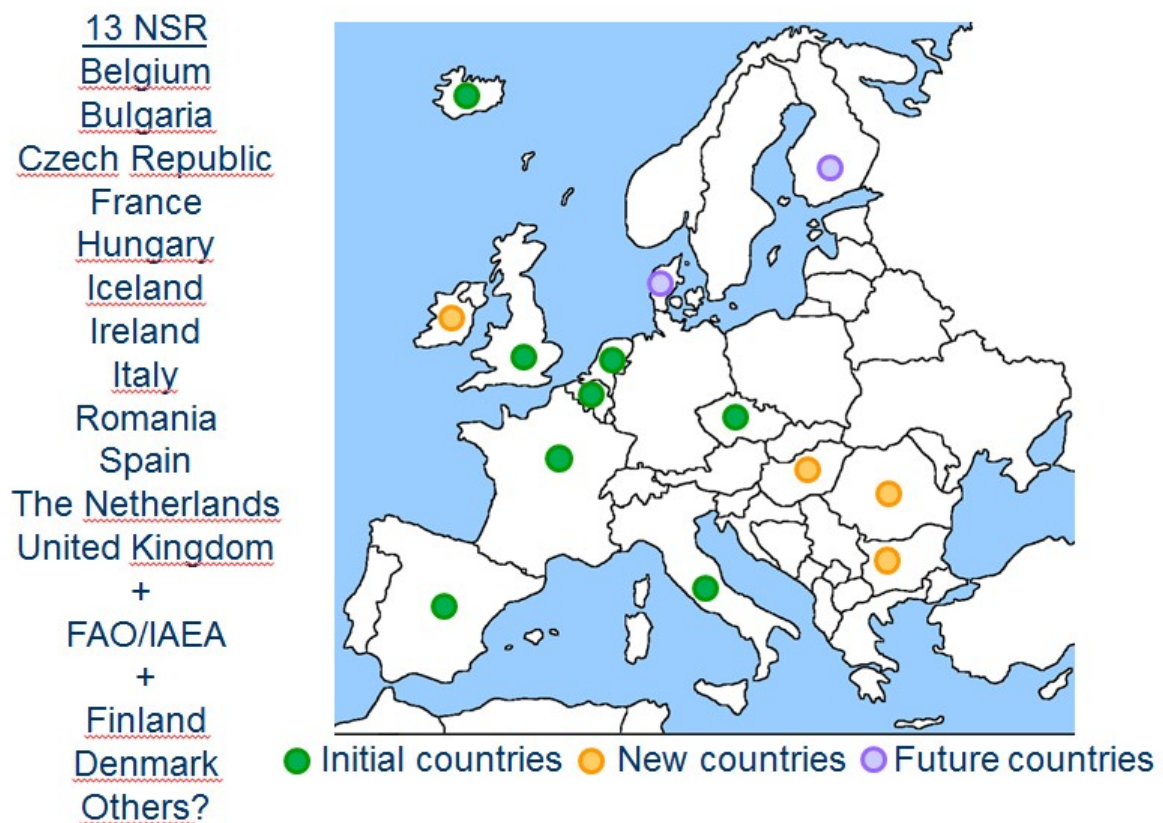 13 NSR
Belgium
Bulgaria
Czech Republic
France
Hungary
Iceland
Ireland
Italy
Romania
Spain
The Netherlands
United Kingdom
+
FAO/IAEA
+
Finland
Denmark
Others?
Initial countries New countries Future countries